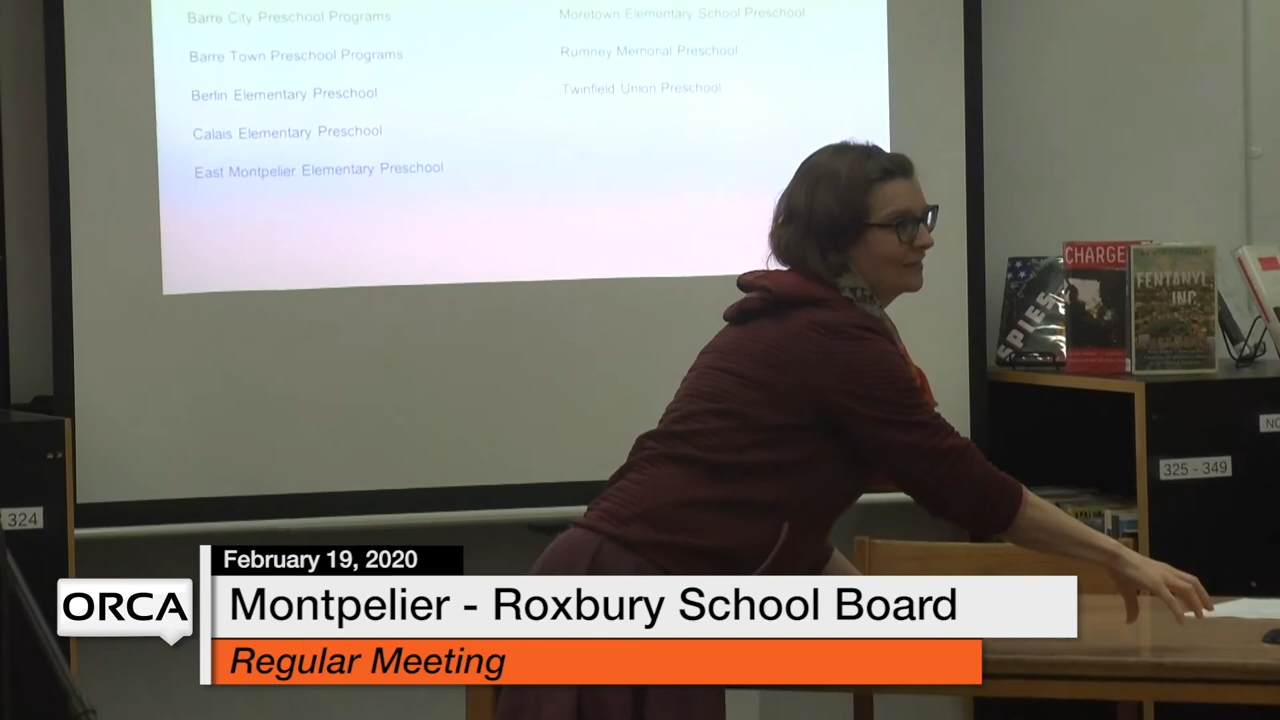 Barre City Preschool Programs
Barre Town Preschool Programs
Berlin Elementary Preschool
Calais Elementary Preschool
East Montpelier Elementary Preschool
Moretown Elementary School Preschool
Rumney Memorial Preschool
Twinfield Union Preschool
SPIES
CHARGE
FENTANYL,
INC.
NO
325 - 349
324
February 19, 2020
ORCA
Montpelier - Roxbury School Board
Regular Meeting